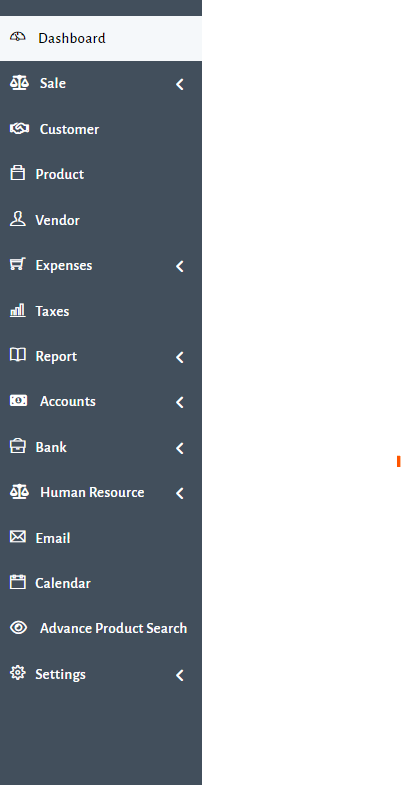 Dashboard
Sale
Customer
Product
Vendor
Expenses
Taxes
Report
Accounts
Bank
Human Resource
Email
Calendar
Advance Product Search
Settings